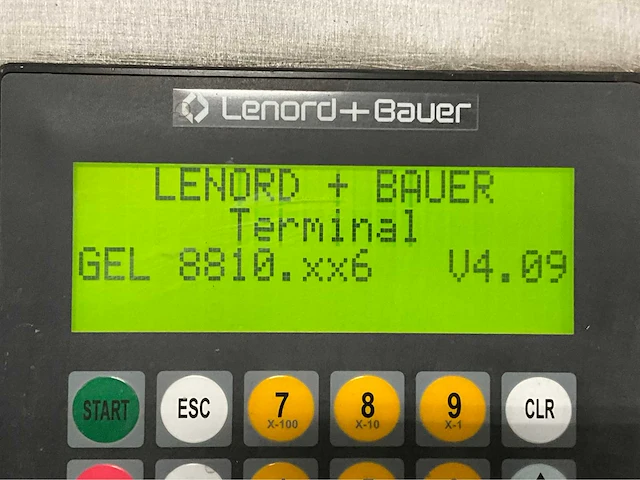 Lenord+Bauer
LENORD + BAUER
Terminal
GEL 8810.xx6 V4.09
START ESC 7 8 9 CLR
X-100 X-10 X-1